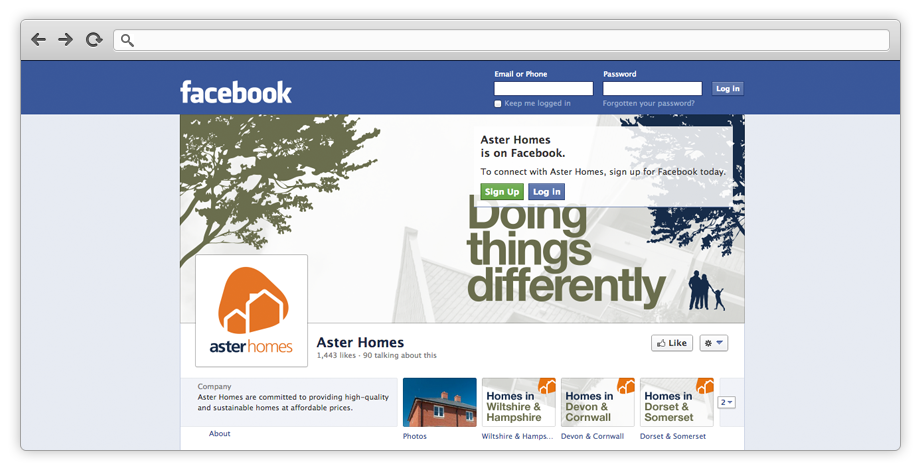 facebook
Email or Phone
Password
Log In
Keep me logged in
Forgotten your password?
Aster Homes
is on Facebook.
To connect with Aster Homes, sign up for Facebook today.
Sign Up
Log In
Doing
things
differently
asterhomes
Aster Homes
1,443 likes · 90 talking about this
Like
Company
Aster Homes are committed to providing high-quality
and sustainable homes at affordable prices.
About
Photos
Homes in
Wiltshire &
Hampshire
Wiltshire & Hamps...
Homes in
Devon &
Cornwall
Devon & Cornwall
Homes in
Dorset &
Somerset
Dorset & Somerset
2